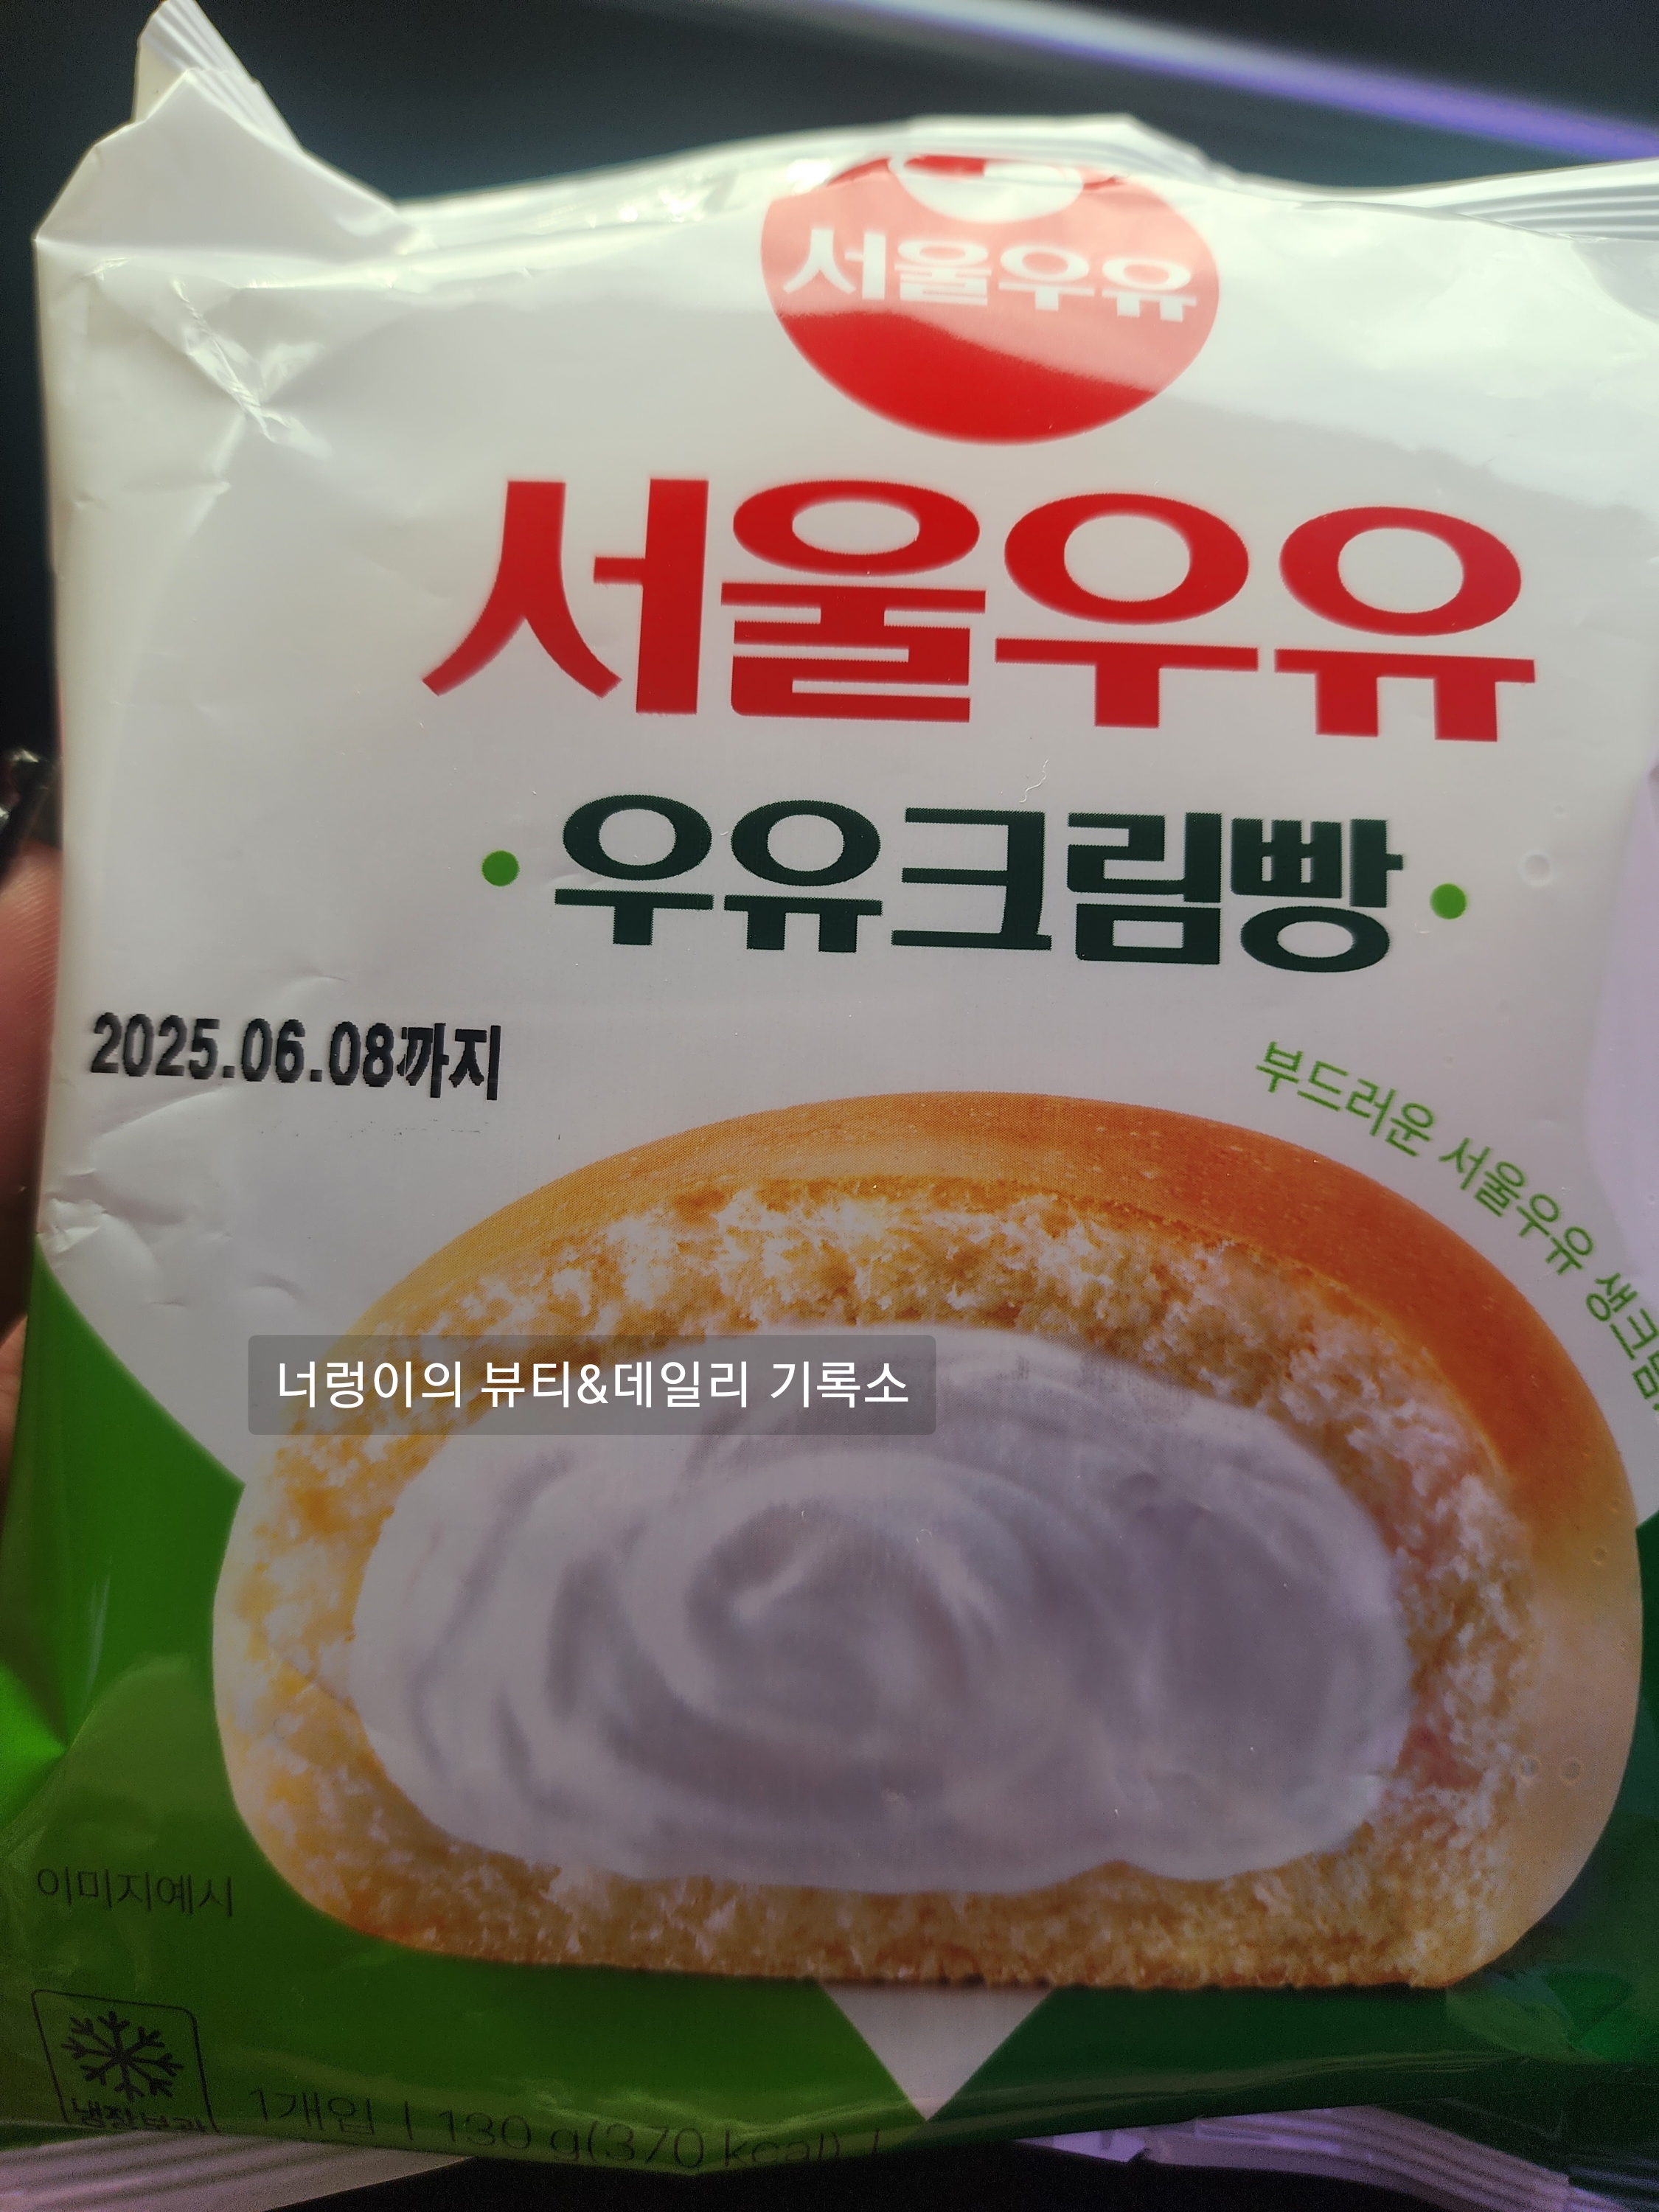 서울우유
서울우유
우유크림빵
2025.06.08까지
부드러운 서울우유 생크림
너렁이의 뷰티&데일리 기록소
이미지예시
냉장보관
1개입 | 130 g(370 kcal)